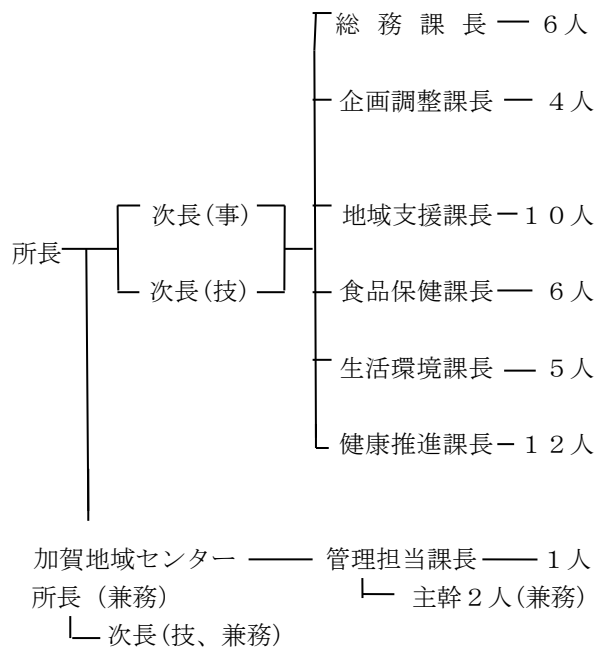 総 務 課 長 6人
企画調整課長 4人
次長(事) 地域支援課長 10人
所長
次長(技) 食品保健課長 6人
生活環境課長 5人
健康推進課長 12人
加賀地域センター 管理担当課長 1人
所長 (兼務) 主幹2人(兼務)
次長(技、兼務)